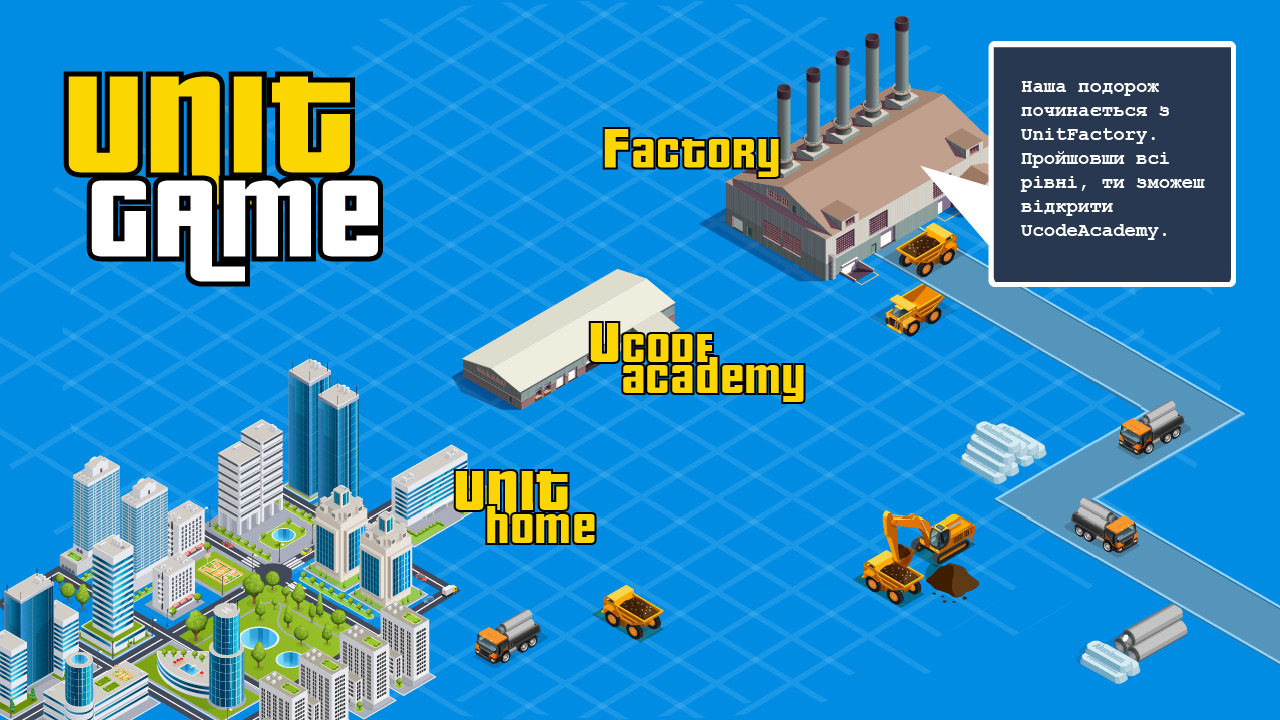 UNIT
GAME
Factory
Наша подорож
починається з
UnitFactory.
Пройшовши всі
рівні, ти зможеш
відкрити
UcodeAcademy.
Ucode
academy
unit
home